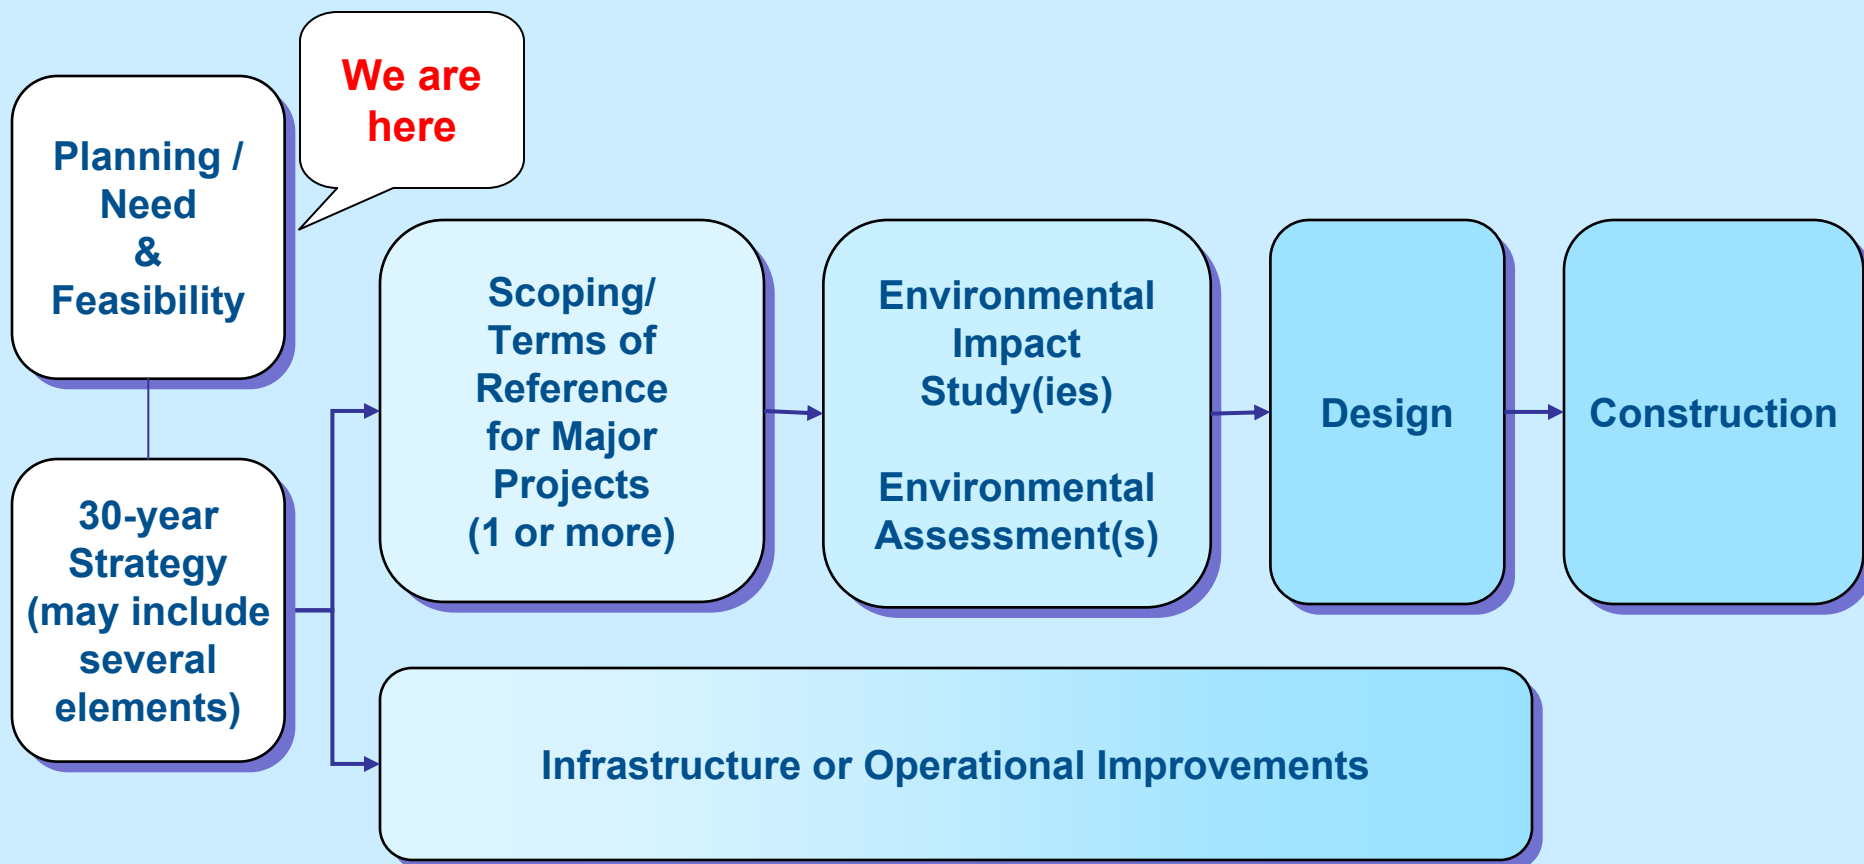 We are
here
Planning /
Need
&
Feasibility
30-year
Strategy
(may include
several
elements)
Scoping/
Terms of
Reference
for Major
Projects
(1 or more)
Environmental
Impact
Study(ies)
Environmental
Assessment(s)
Design
Construction
Infrastructure or Operational Improvements